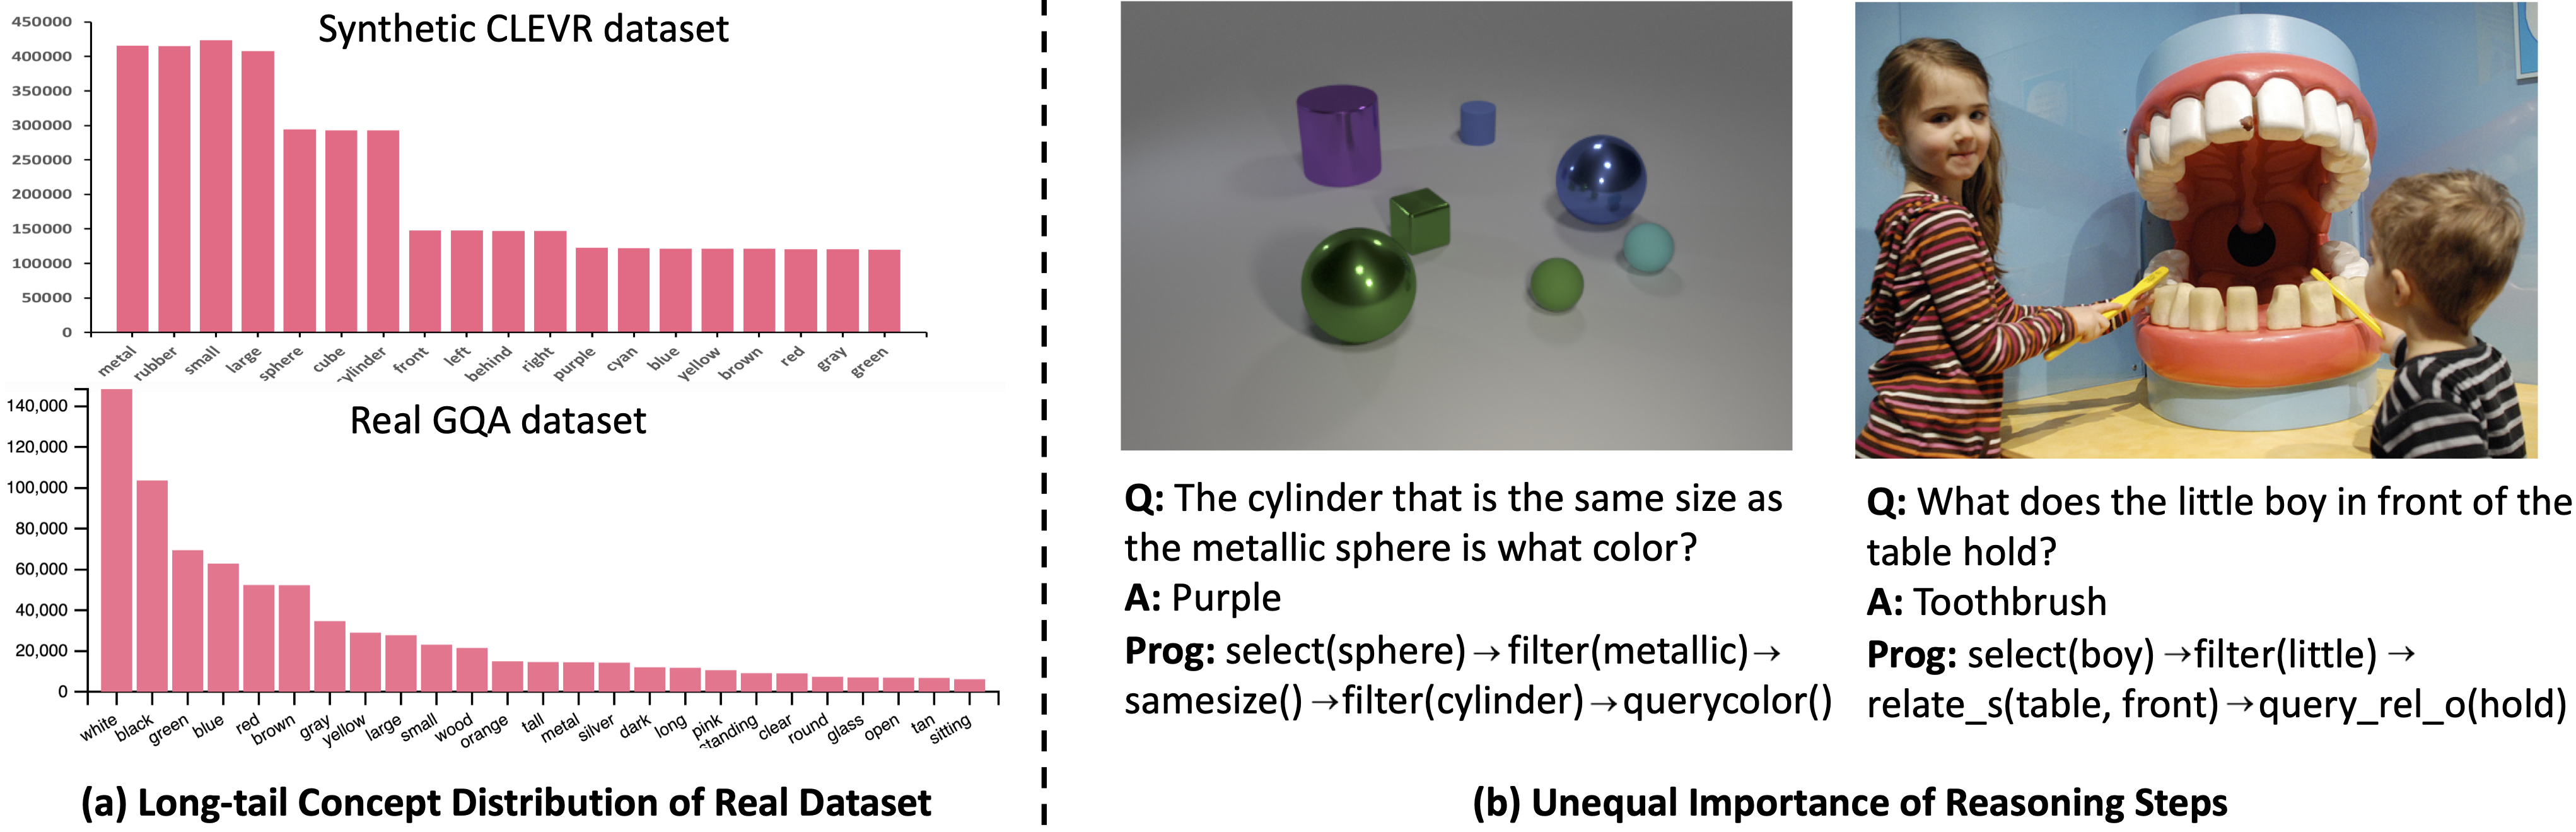 Synthetic CLEVR dataset
450000
400000
350000
300000
250000
200000
150000
100000
50000
0
metal rubber small large sphere cube ylinder front left behind right purple cyan blue yellow brown red gray green
Real GQA dataset
140,000
120,000
100,000
80,000
60,000
40,000
20,000
0
white black green blue red brown gray yellow large small wood orange tall metal silver dark long pink standing clear round glass open tan sitting
(a) Long-tail Concept Distribution of Real Dataset
Q: The cylinder that is the same size as
the metallic sphere is what color?
A: Purple
Prog: select(sphere)→filter(metallic)→
samesize()→filter(cylinder)→querycolor()
Q: What does the little boy in front of the
table hold?
A: Toothbrush
Prog: select(boy)→filter(little)→
relate_s(table, front)→query_rel_o(hold)
(b) Unequal Importance of Reasoning Steps